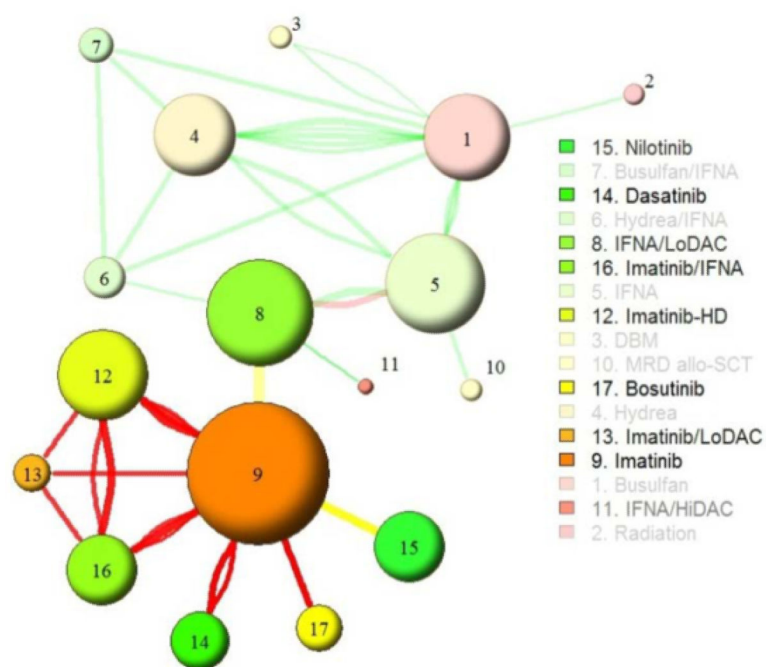 3
7
2
4
1
15. Nilotinib
7. Busulfan/IFNA
14. Dasatinib
6. Hydrea/IFNA
8. IFNA/LoDAC
16. Imatinib/IFNA
5. IFNA
12. Imatinib-HD
3. DBM
10. MRD allo-SCT
17. Bosutinib
4. Hydrea
13. Imatinib/LoDAC
9. Imatinib
1. Busulfan
11. IFNA/HiDAC
2. Radiation
6
5
8
11
10
12
13
9
16
15
14
17